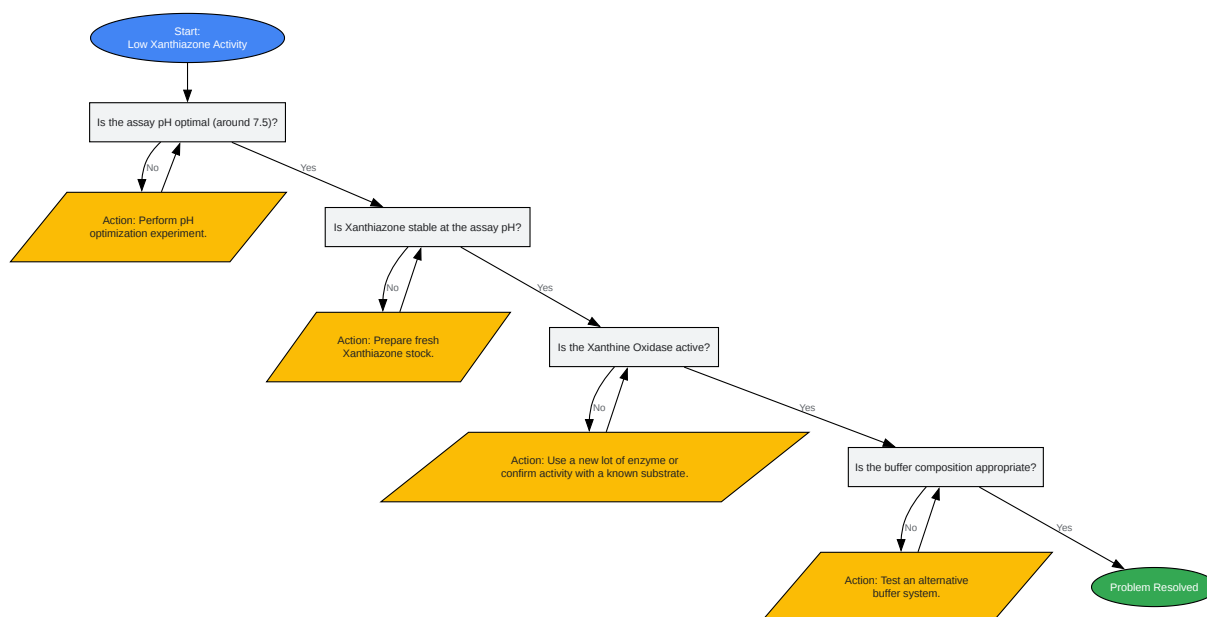 Start:
Low Xanthiazone Activity
Is the assay pH optimal (around 7.5)?
No
Yes
Action: Perform pH
optimization experiment.
Is Xanthiazone stable at the assay pH?
No
Yes
Action: Prepare fresh
Xanthiazone stock.
Is the Xanthine Oxidase active?
No
Yes
Action: Use a new lot of enzyme or
confirm activity with a known substrate.
Is the buffer composition appropriate?
No
Yes
Action: Test an alternative
buffer system.
Problem Resolved